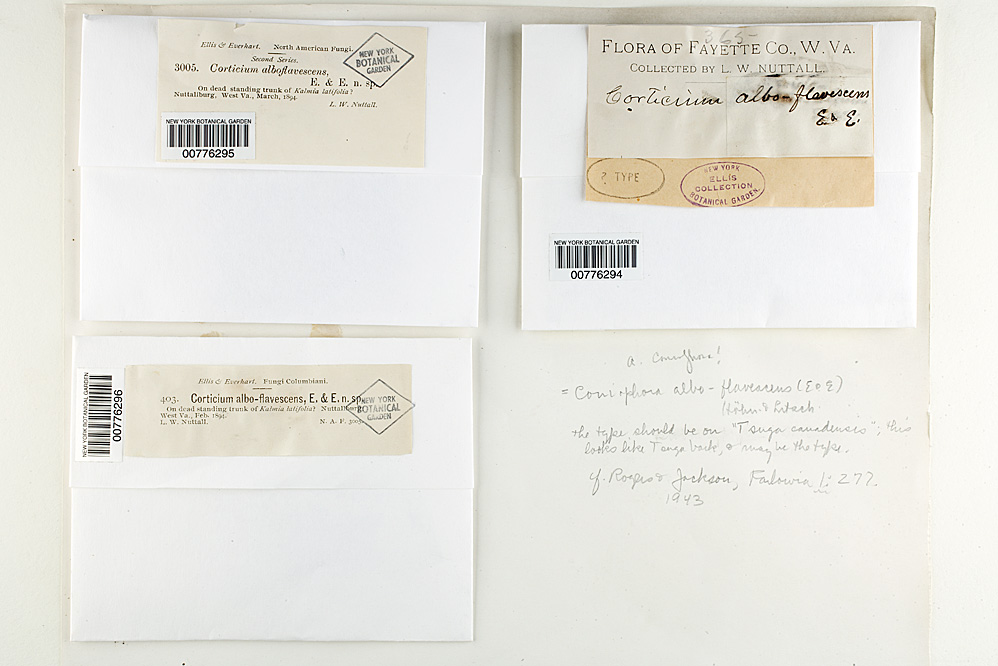 Ellis & Everhart. North American Fungi.
Second Series.
3005. Corticium alboflavescens,
E. & E. n. sp.
On dead standing trunk of Kalmia latifolia?
Nuttallburg, West Va., March, 1894.
L. W. Nuttall.
NEW YORK
BOTANICAL
GARDEN
NEW YORK BOTANICAL GARDEN
00776295
365
FLORA OF FAYETTE CO., W. VA.
COLLECTED BY L. W. NUTTALL.
Corticium albo-flavescens
E & E.
? TYPE
NEW YORK
ELLIS
COLLECTION
BOTANICAL GARDEN.
NEW YORK BOTANICAL GARDEN
00776294
NEW YORK BOTANICAL GARDEN
00776296
Ellis & Everhart. Fungi Columbiani.
403. Corticium albo-flavescens, E. & E. n. sp.
On dead standing trunk of Kalmia latifolia? Nuttallburg
West Va., Feb. 1894.
L. W. Nuttall. N. A. F. 3005
NEW YORK
BOTANICAL
GARDEN
a
= Coniophora albo-flavescens (E & E)
Höhn & Litsch
the type should be on "Tsuga canadensis"; this
looks like Tsuga bark, & may be the type.
cf. Rogers & Jackson, Farlowia 1: 277.
1943